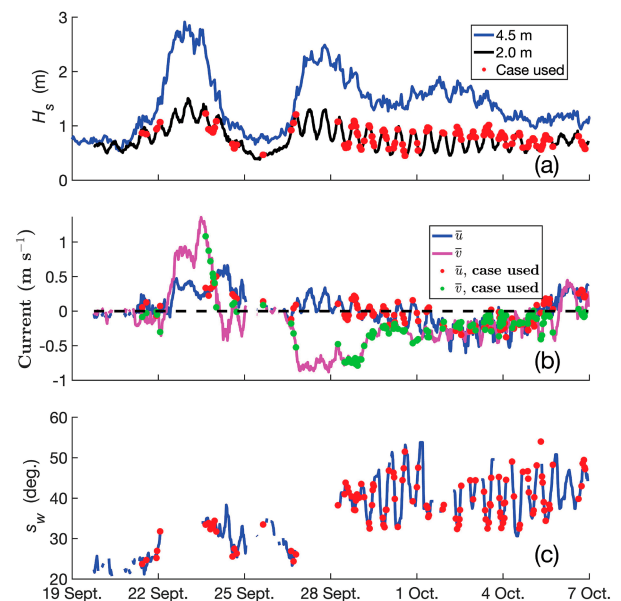 3
2
1
0
H_s (m)
4.5 m
2.0 m
Case used
(a)
1
0.5
0
-0.5
-1
Current (m s⁻¹)
ū
v̄
ū, case used
v̄, case used
(b)
60
50
40
30
20
s_w (deg.)
(c)
19 Sept. 22 Sept. 25 Sept. 28 Sept. 1 Oct. 4 Oct. 7 Oct.